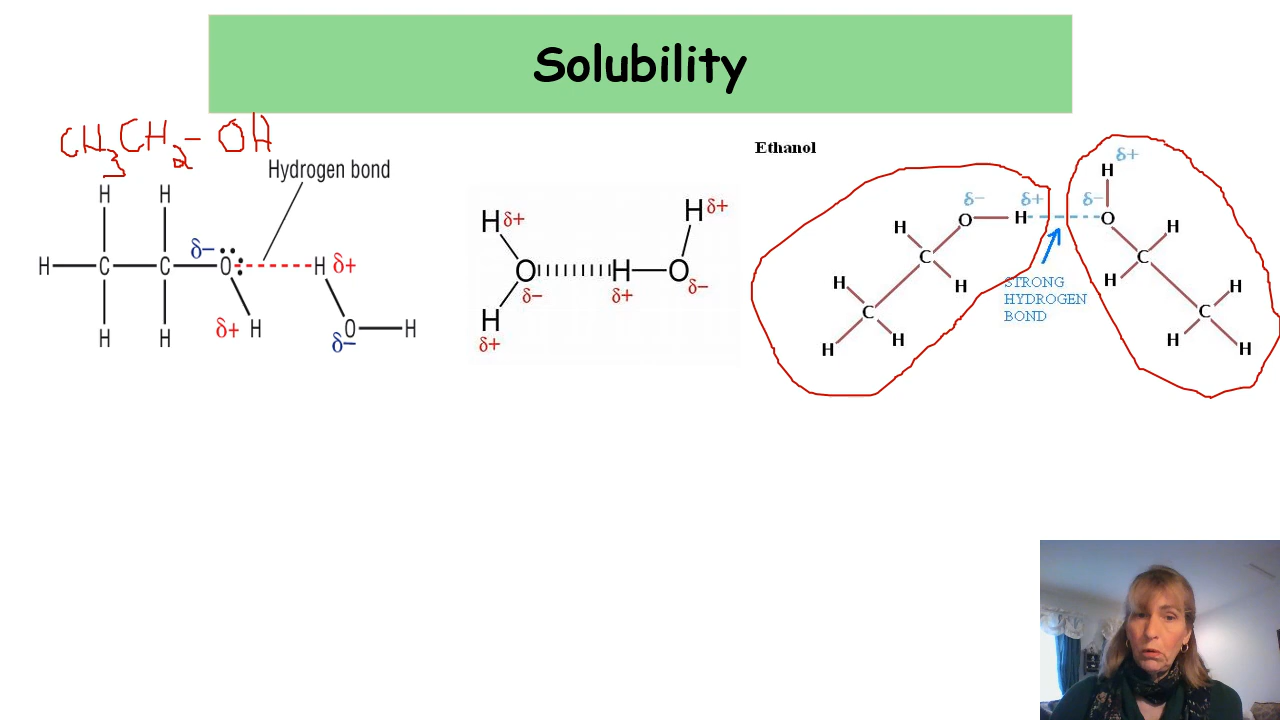 Solubility
CH3CH2-OH
Hydrogen bond
H H
H C C δ− O H δ+
H H δ+ H δ− O H
H δ+ H δ+
O H O
δ− δ+ δ−
H
δ+
Ethanol
δ− δ+ δ− δ+
H
O H O
H H
C C
H H H H
STRONG
HYDROGEN
BOND
C C
H H H H